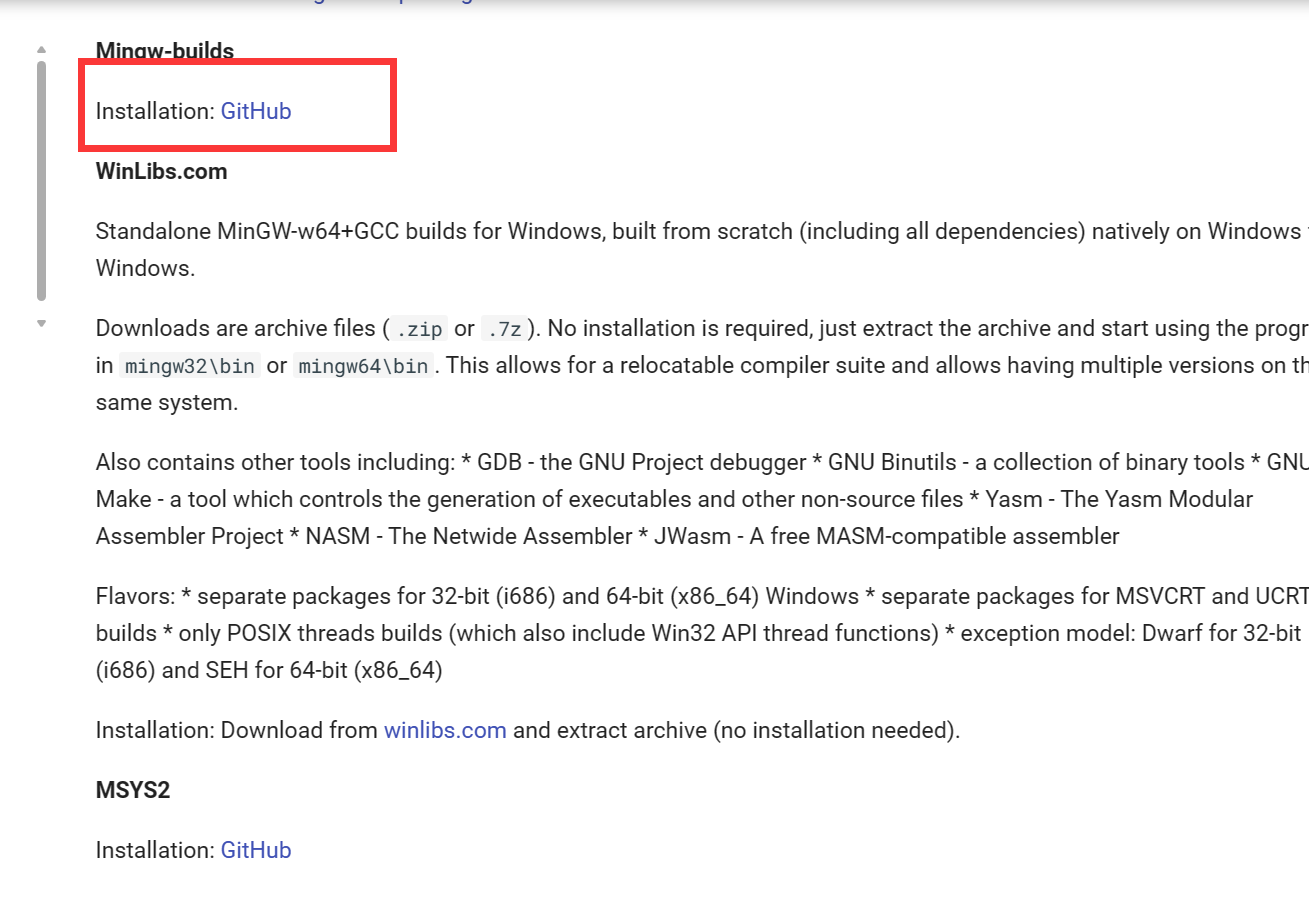 Mingw-builds
Installation: GitHub
WinLibs.com
Standalone MinGW-w64+GCC builds for Windows, built from scratch (including all dependencies) natively on Windows
Windows.
Downloads are archive files ( .zip or .7z ). No installation is required, just extract the archive and start using the
in mingw32\bin or mingw64\bin . This allows for a relocatable compiler suite and allows having multiple versions on
same system.
Also contains other tools including: * GDB - the GNU Project debugger * GNU Binutils - a collection of binary tools * GNU
Make - a tool which controls the generation of executables and other non-source files * Yasm - The Yasm Modular
Assembler Project * NASM - The Netwide Assembler * JWasm - A free MASM-compatible assembler
Flavors: * separate packages for 32-bit (i686) and 64-bit (x86_64) Windows * separate packages for MSVCRT and UCRT
builds * only POSIX threads builds (which also include Win32 API thread functions) * exception model: Dwarf for 32-bit
(i686) and SEH for 64-bit (x86_64)
Installation: Download from winlibs.com and extract archive (no installation needed).
MSYS2
Installation: GitHub